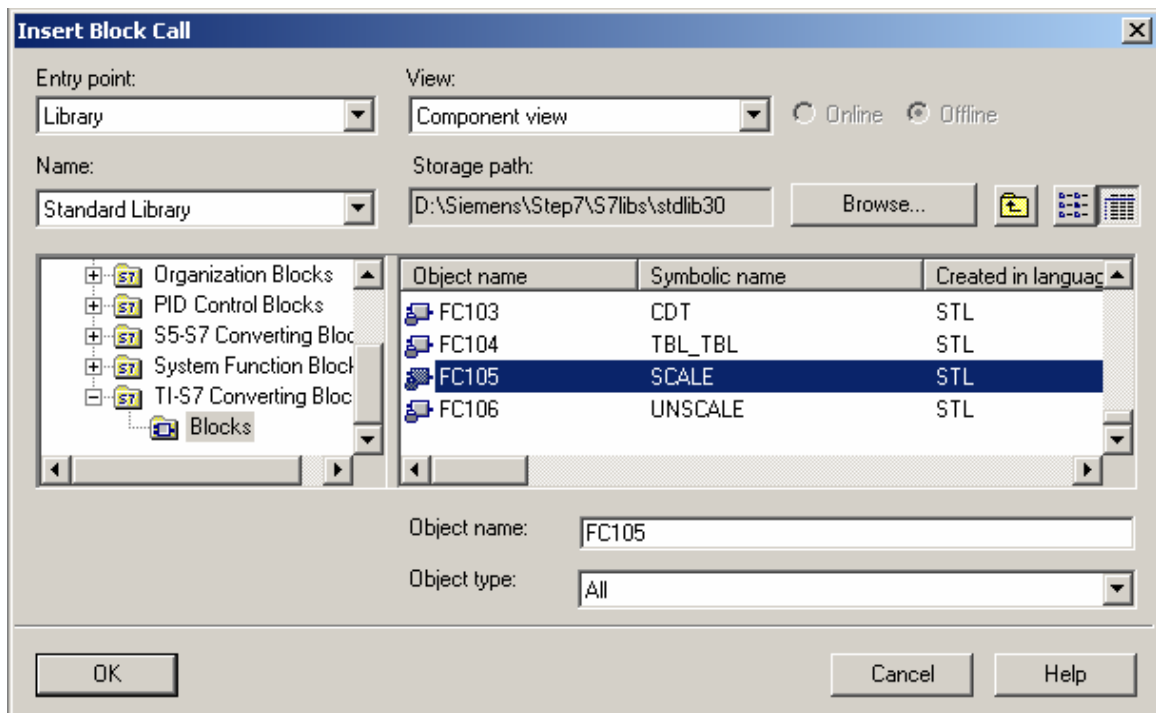 Insert Block Call
Entry point:
View:
Library
Component view
Online
Offline
Name:
Storage path:
Standard Library
D:\Siemens\Step7\S7libs\stdlib30
Browse...
Organization Blocks
PID Control Blocks
S5-S7 Converting Bloc
System Function Block
TI-S7 Converting Bloc
Blocks
Object name Symbolic name Created in languag
FC103 CDT STL
FC104 TBL_TBL STL
FC105 SCALE STL
FC106 UNSCALE STL
Object name:
FC105
Object type:
All
OK
Cancel
Help